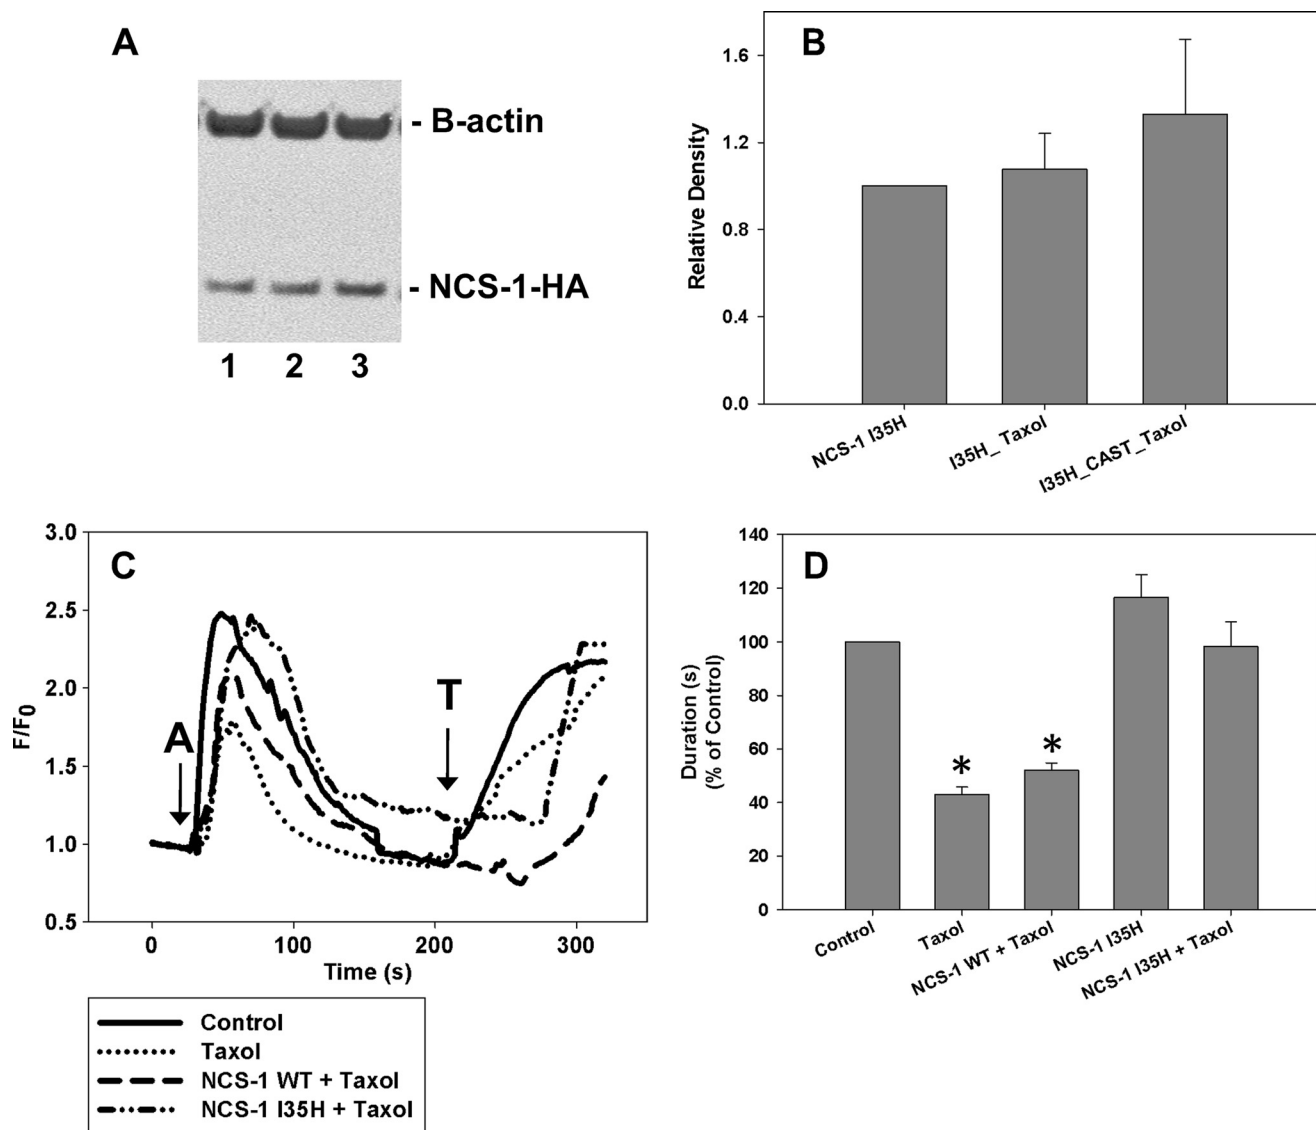 A
- B-actin
- NCS-1-HA
1 2 3
B
Relative Density
1.6
1.2
0.8
0.4
0.0
NCS-1 I35H
I35H_Taxol
I35H_CAST_Taxol
C
F/F0
3.0
2.5
2.0
1.5
1.0
0.5
A
T
0 100 200 300
Time (s)
Control
Taxol
NCS-1 WT + Taxol
NCS-1 I35H + Taxol
D
Duration (s)
(% of Control)
140
120
100
80
60
40
20
0
*
*
Control
Taxol
NCS-1 WT + Taxol
NCS-1 I35H
NCS-1 I35H + Taxol